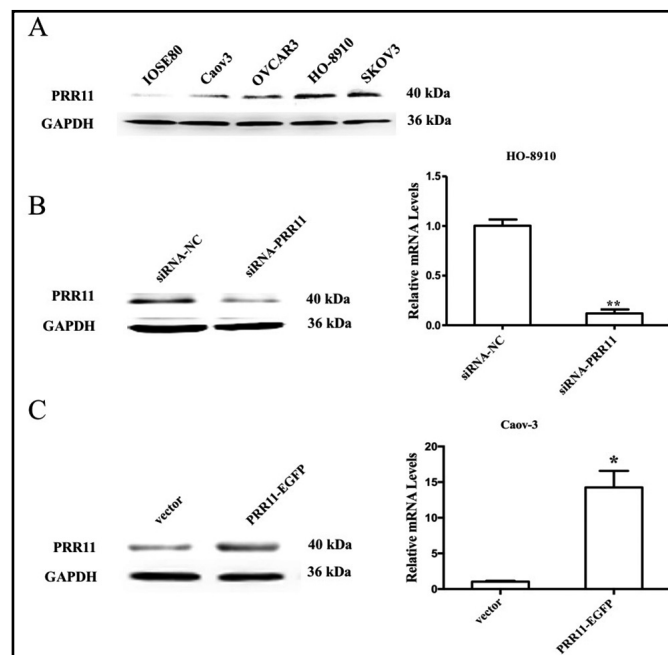 A
IOSE80 Caov3 OVCAR3 HO-8910 SKOV3
PRR11 40 kDa
GAPDH 36 kDa
B
siRNA-NC siRNA-PRR11
PRR11 40 kDa
GAPDH 36 kDa
HO-8910
Relative mRNA Levels
1.5
1.0
0.5
0.0
**
siRNA-NC siRNA-PRR11
C
vector PRR11-EGFP
PRR11 40 kDa
GAPDH 36 kDa
Caov-3
Relative mRNA Levels
20
15
10
5
0
*
vector PRR11-EGFP